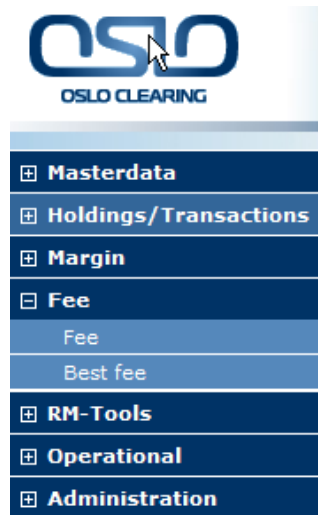 OSLO
OSLO CLEARING
Masterdata
Holdings/Transactions
Margin
Fee
Fee
Best fee
RM-Tools
Operational
Administration